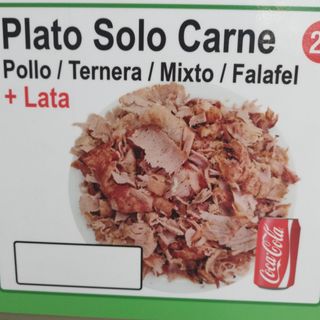 Plato Solo Carne
2
Pollo / Ternera / Mixto / Falafel
+ Lata
Coca-Cola